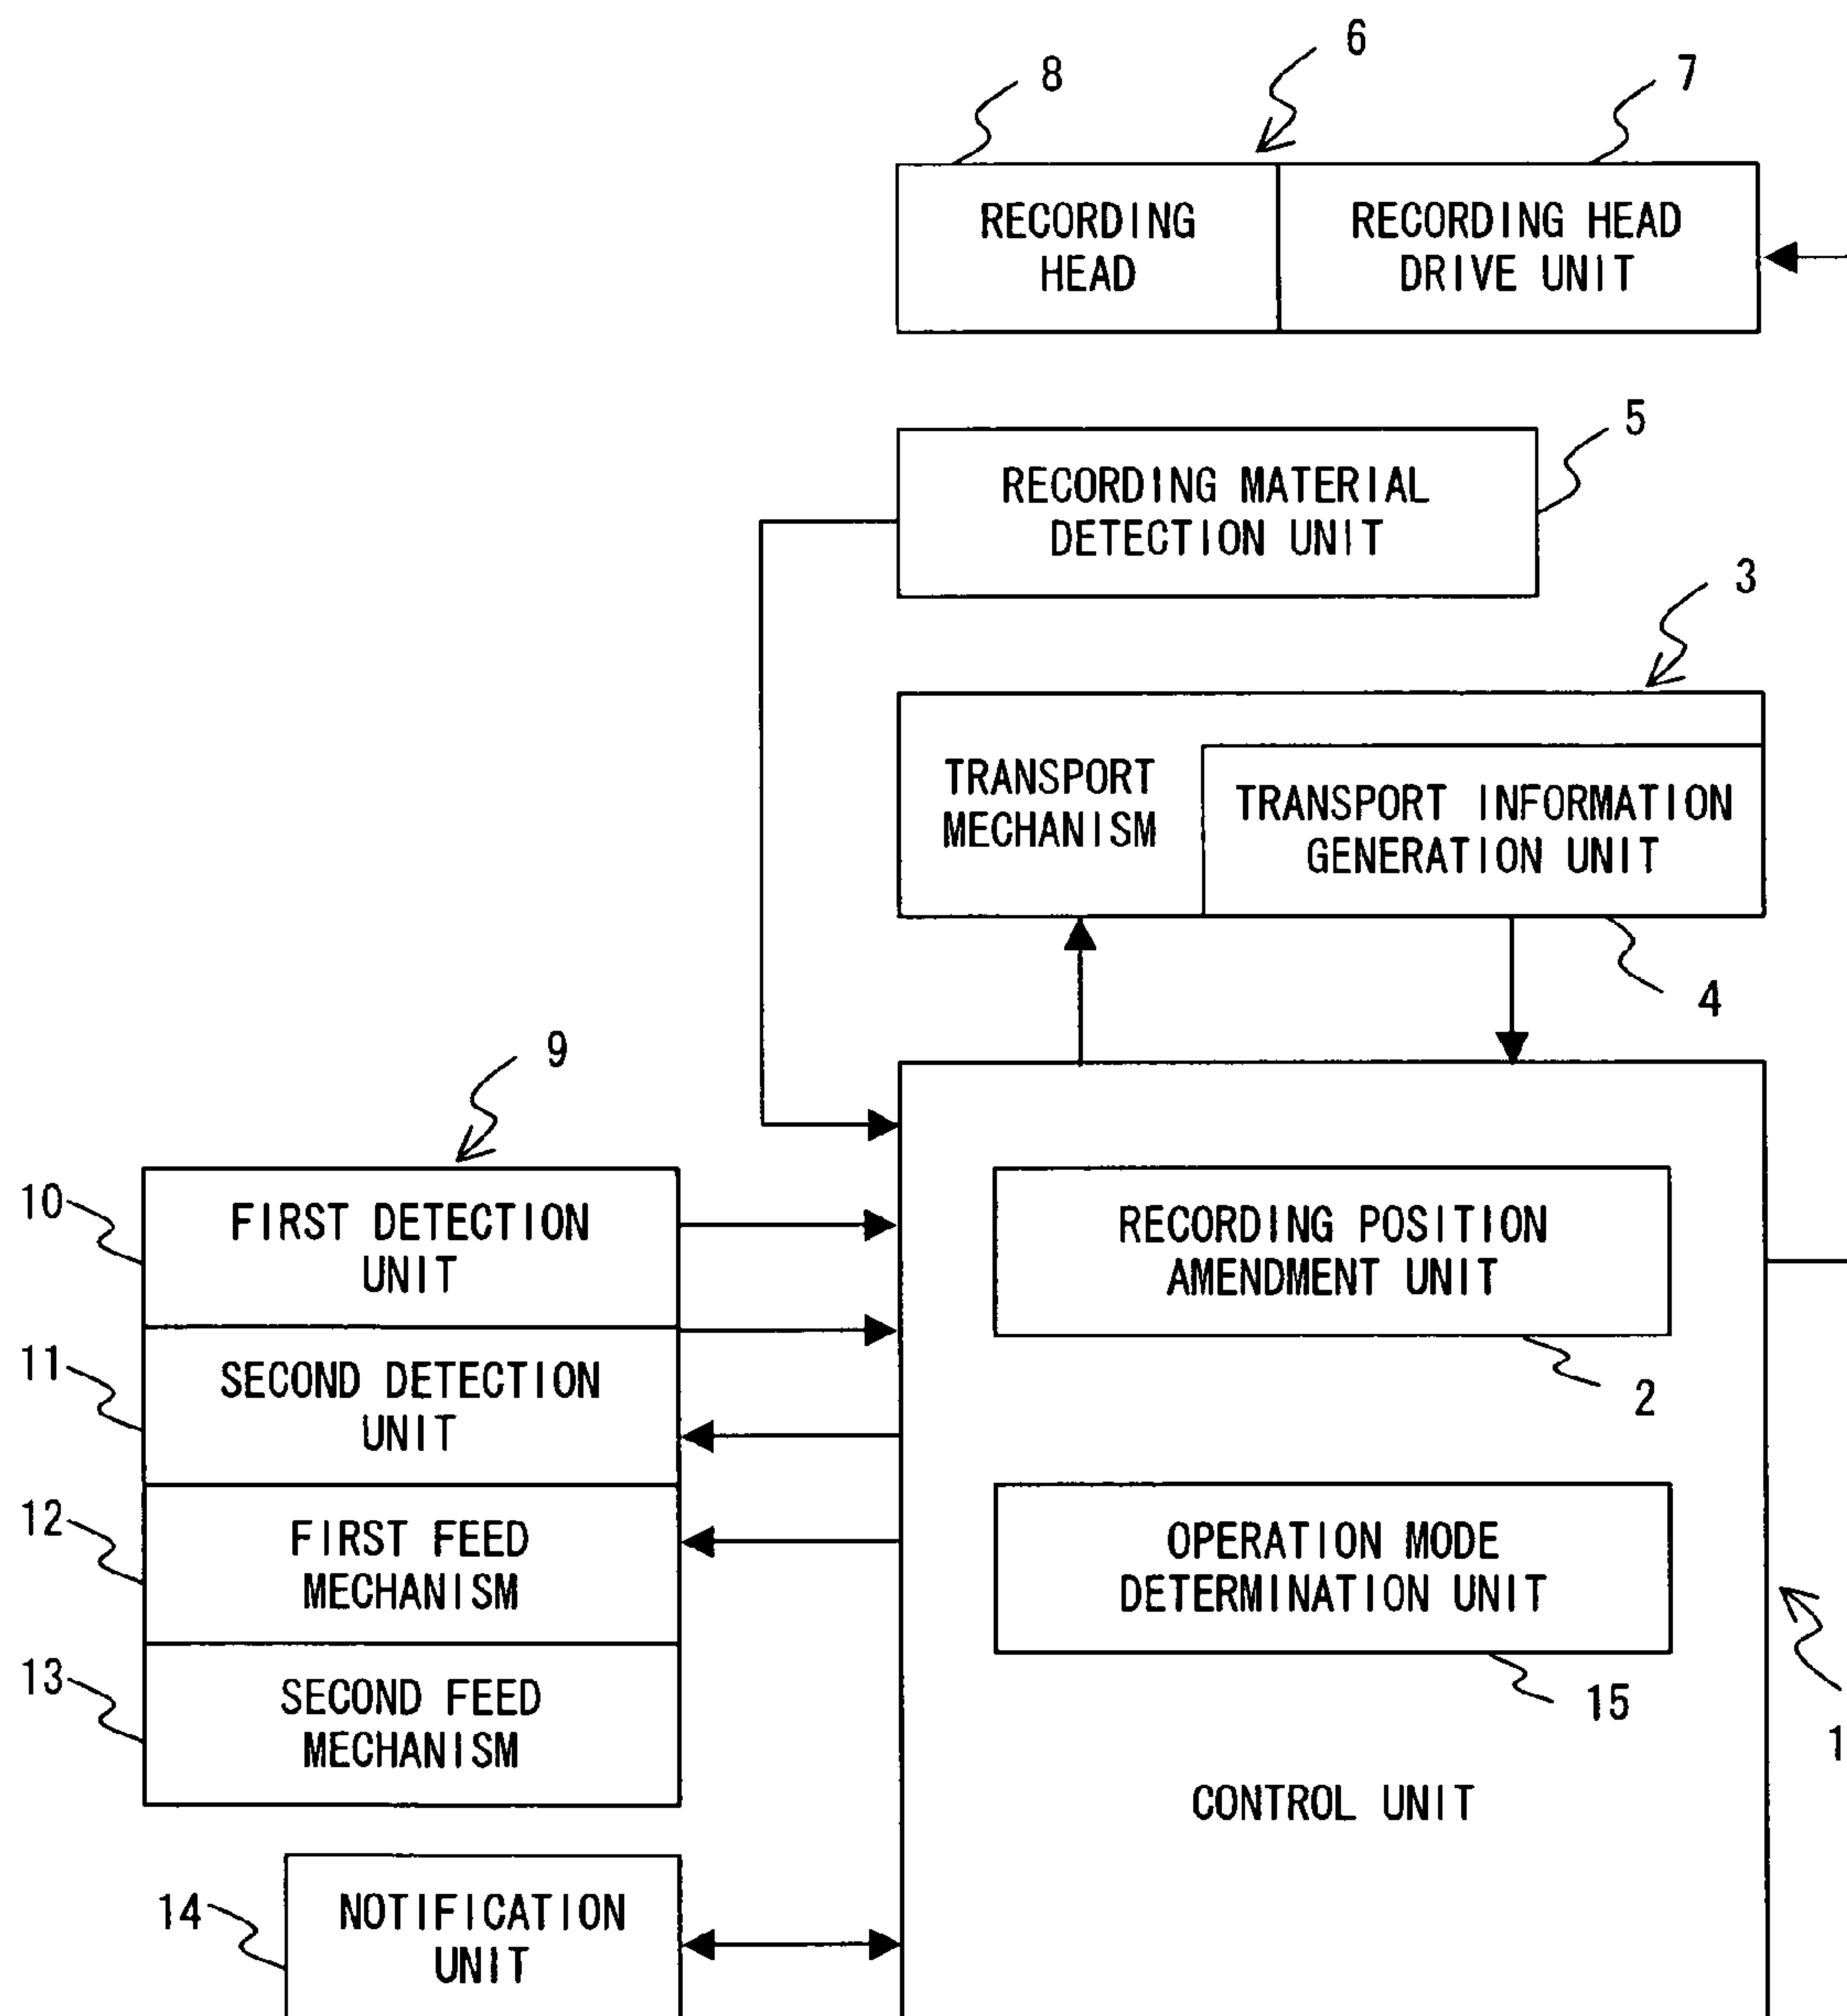 6
8
7
RECORDING
HEAD
RECORDING HEAD
DRIVE UNIT
5
RECORDING MATERIAL
DETECTION UNIT
3
TRANSPORT
MECHANISM
TRANSPORT INFORMATION
GENERATION UNIT
4
9
10
FIRST DETECTION
UNIT
RECORDING POSITION
AMENDMENT UNIT
2
11
SECOND DETECTION
UNIT
12
FIRST FEED
MECHANISM
OPERATION MODE
DETERMINATION UNIT
15
1
13
SECOND FEED
MECHANISM
CONTROL UNIT
14
NOTIFICATION
UNIT